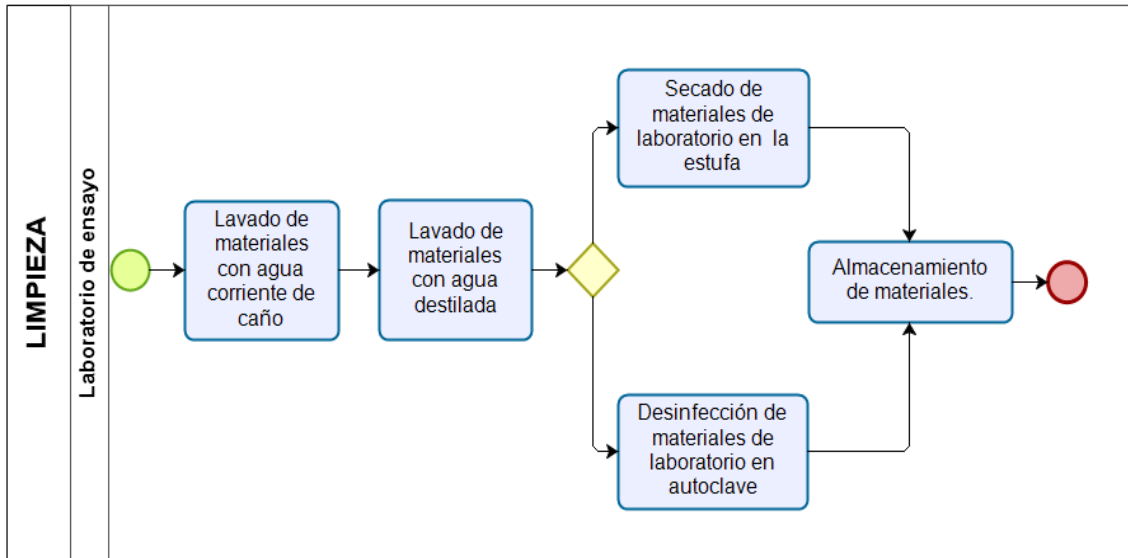 LIMPIEZA
Laboratorio de ensayo
Lavado de
materiales
con agua
corriente de
caño
Lavado de
materiales
con agua
destilada
Secado de
materiales de
laboratorio en la
estufa
Desinfección de
materiales de
laboratorio en
autoclave
Almacenamiento
de materiales.